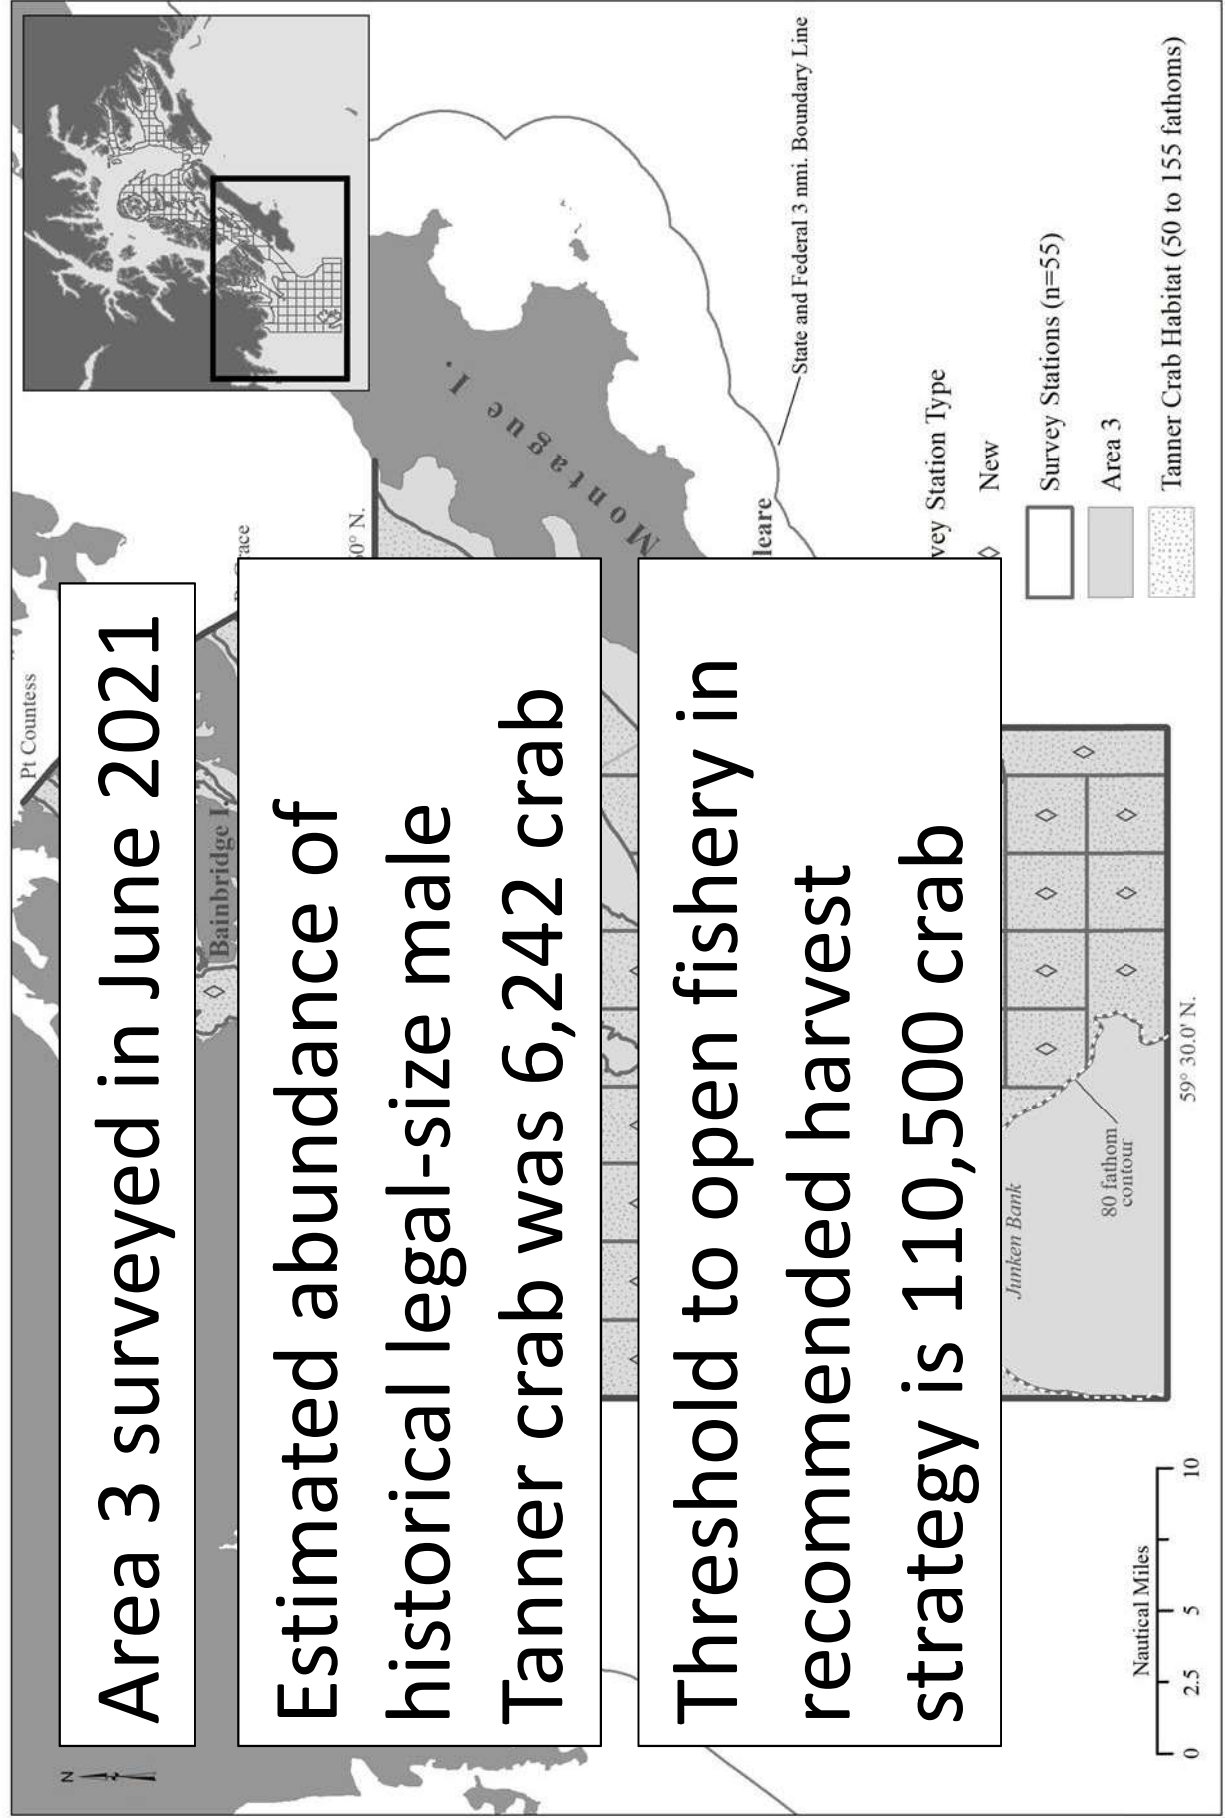 Area 3 surveyed in June 2021
Estimated abundance of
historical legal-size male
Tanner crab was 6,242 crab
Threshold to open fishery in
recommended harvest
strategy is 110,500 crab
N
Pt Countess
Bainbridge I.
Montague I.
State and Federal 3 nmi. Boundary Line
Junken Bank
80 fathom
contour
59° 30.0' N.
Station Type
New
Survey Stations (n=55)
Area 3
Tanner Crab Habitat (50 to 155 fathoms)
Nautical Miles
0 2.5 5 10